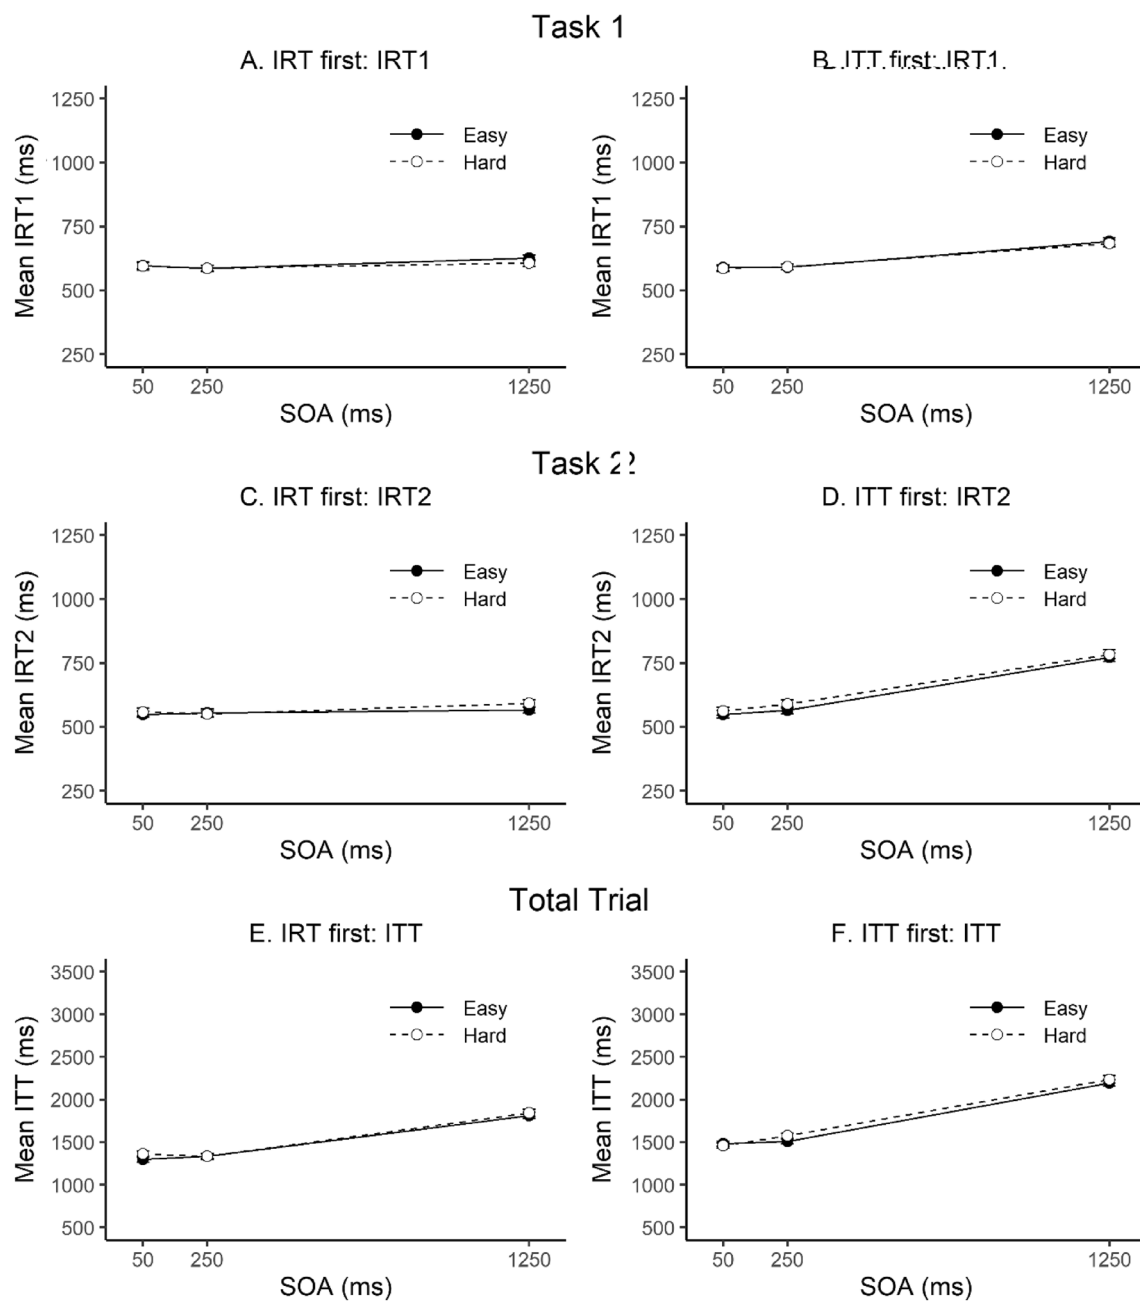 Task 1
A. IRT first: IRT1
B. ITT first: IRT1
Mean IRT1 (ms)
1250
1000
750
500
250
Easy
Hard
50 250 1250
SOA (ms)
Mean IRT1 (ms)
1250
1000
750
500
250
Easy
Hard
50 250 1250
SOA (ms)
Task 2
C. IRT first: IRT2
D. ITT first: IRT2
Mean IRT2 (ms)
1250
1000
750
500
250
Easy
Hard
50 250 1250
SOA (ms)
Mean IRT2 (ms)
1250
1000
750
500
250
Easy
Hard
50 250 1250
SOA (ms)
Total Trial
E. IRT first: ITT
F. ITT first: ITT
Mean ITT (ms)
3500
3000
2500
2000
1500
1000
500
Easy
Hard
50 250 1250
SOA (ms)
Mean ITT (ms)
3500
3000
2500
2000
1500
1000
500
Easy
Hard
50 250 1250
SOA (ms)